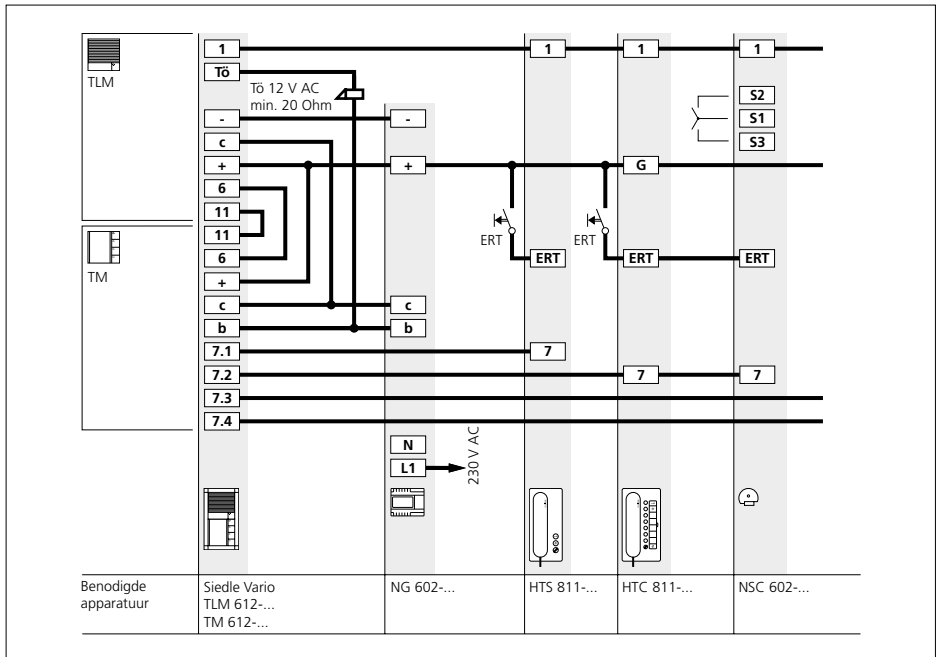 1 1 1 1
TLM
Tö
Tö 12 V AC
min. 20 Ohm
S2
- - S1
c S3
+ + G
6
11
11 ERT ERT
6 ERT ERT ERT
TM
+
c c
b b
7.1 7
7.2 7 7
7.3
7.4
N
L1
230 V AC
Benodigde
apparatuur
Siedle Vario
TLM 612-...
TM 612-...
NG 602-...
HTS 811-...
HTC 811-...
NSC 602-...